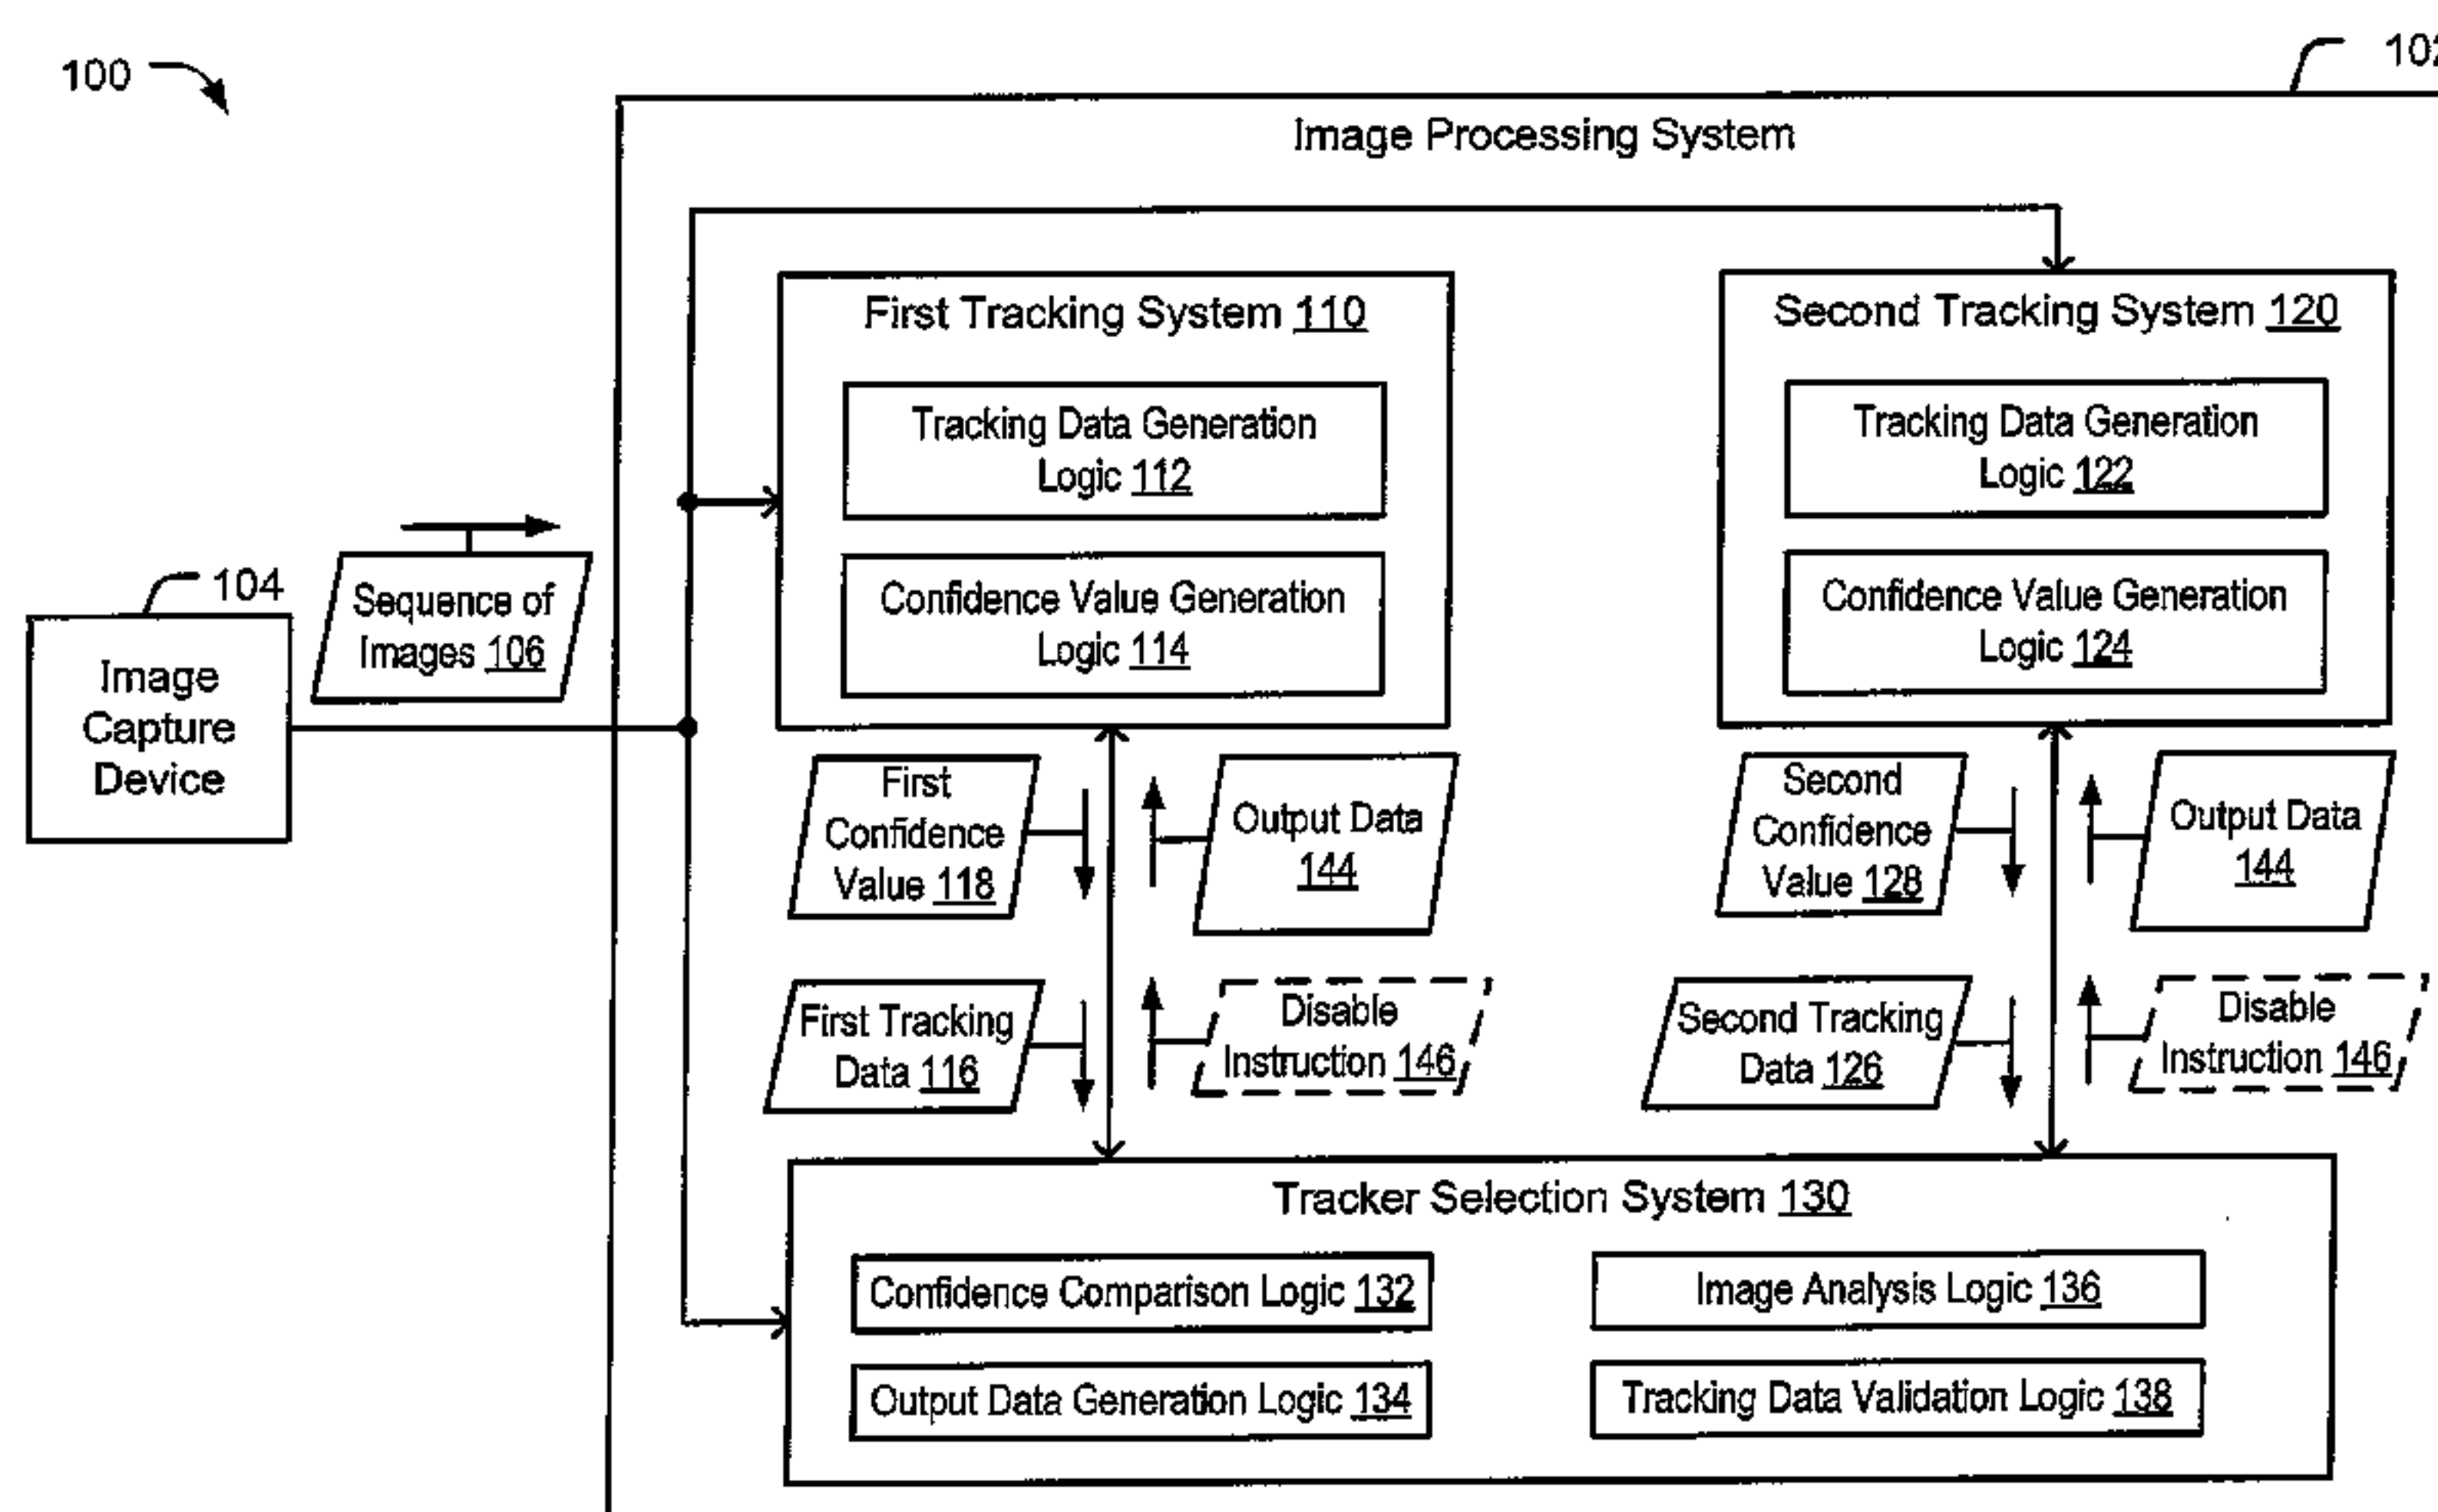 100
102
Image Processing System
First Tracking System 110
Tracking Data Generation
Logic 112
Confidence Value Generation
Logic 114
Second Tracking System 120
Tracking Data Generation
Logic 122
Confidence Value Generation
Logic 124
104
Image
Capture
Device
Sequence of
Images 106
First
Confidence
Value 118
Output Data
144
Second
Confidence
Value 128
Output Data
144
First Tracking
Data 116
Disable
Instruction 146
Second Tracking
Data 126
Disable
Instruction 146
Tracker Selection System 130
Confidence Comparison Logic 132
Image Analysis Logic 136
Output Data Generation Logic 134
Tracking Data Validation Logic 138